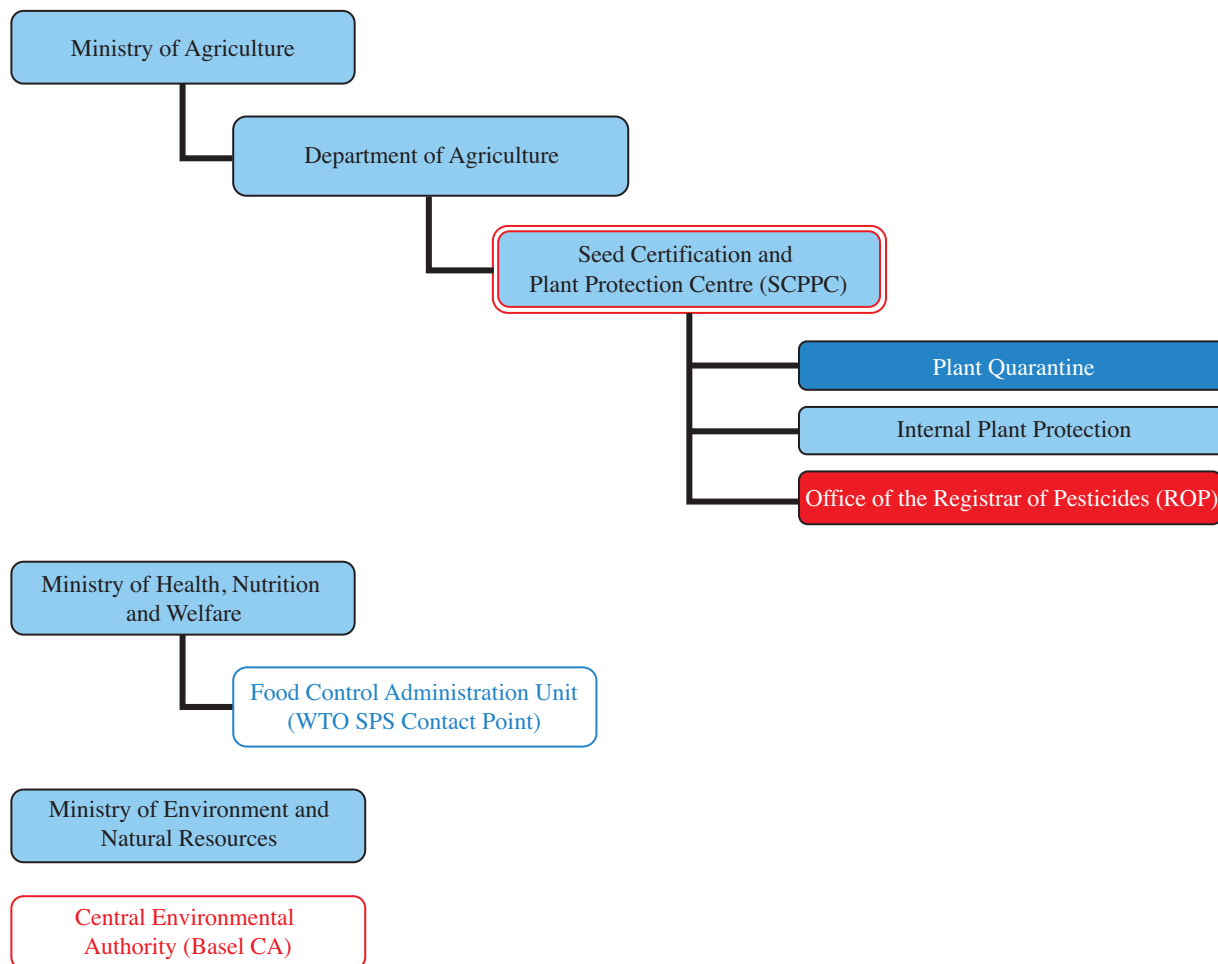 Ministry of Agriculture
Department of Agriculture
Seed Certification and
Plant Protection Centre (SCPPC)
Plant Quarantine
Internal Plant Protection
Office of the Registrar of Pesticides (ROP)
Ministry of Health, Nutrition
and Welfare
Food Control Administration Unit
(WTO SPS Contact Point)
Ministry of Environment and
Natural Resources
Central Environmental
Authority (Basel CA)